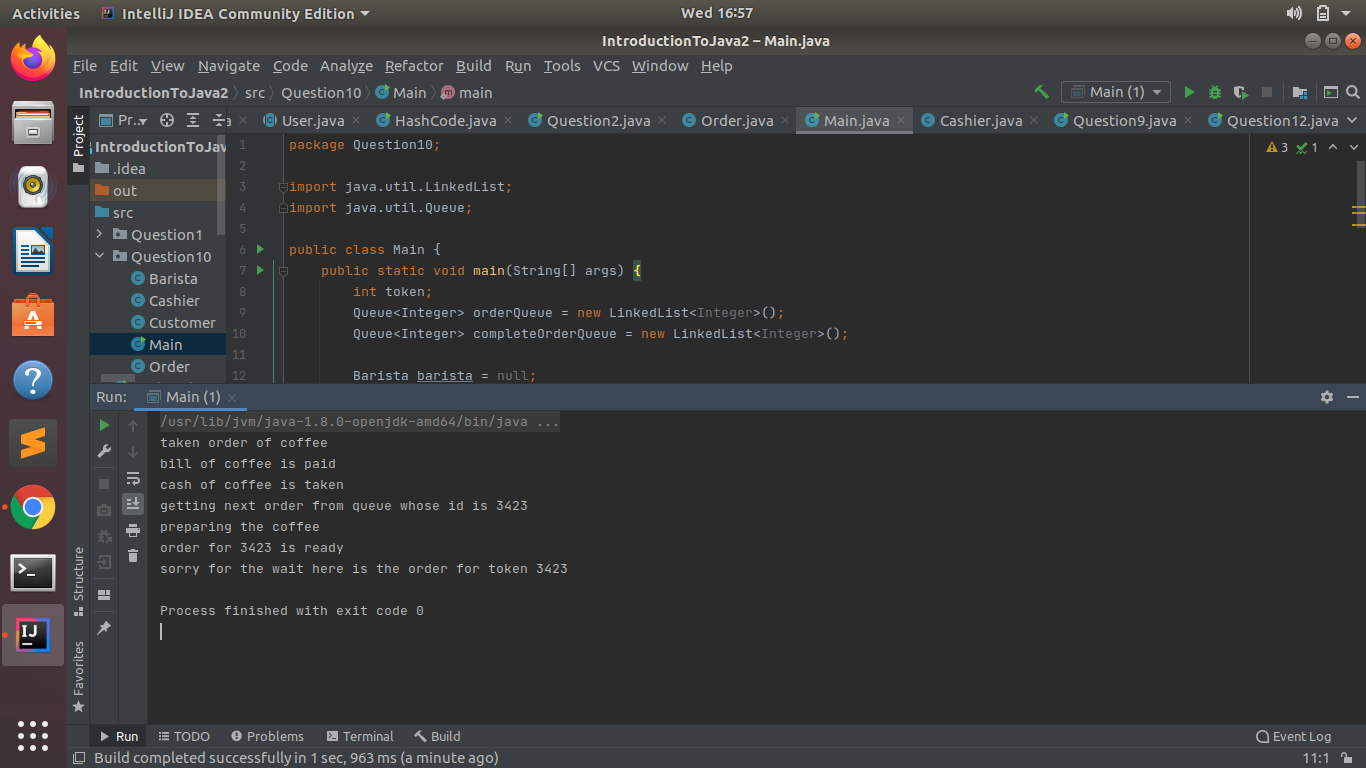 Activities IntelliJ IDEA Community Edition Wed 16:57
IntroductionToJava2 – Main.java
File Edit View Navigate Code Analyze Refactor Build Run Tools VCS Window Help
IntroductionToJava2 src Question10 Main main Main (1)
Project Pr... a User.java HashCode.java Question2.java Order.java Main.java Cashier.java Question9.java Question12.java
IntroductionToJav
.idea
out
src
Question1
Question10
Barista
Cashier
Customer
Main
Order
1 package Question10;
2
3 import java.util.LinkedList;
4 import java.util.Queue;
5
6 public class Main {
7 public static void main(String[] args) {
8 int token;
9 Queue<Integer> orderQueue = new LinkedList<Integer>();
10 Queue<Integer> completeOrderQueue = new LinkedList<Integer>();
11
12 Barista barista = null;
3 1
Run: Main (1)
/usr/lib/jvm/java-1.8.0-openjdk-amd64/bin/java ...
taken order of coffee
bill of coffee is paid
cash of coffee is taken
getting next order from queue whose id is 3423
preparing the coffee
order for 3423 is ready
sorry for the wait here is the order for token 3423
Process finished with exit code 0
Structure
Favorites
Run TODO Problems Terminal Build Event Log
Build completed successfully in 1 sec, 963 ms (a minute ago) 11:1